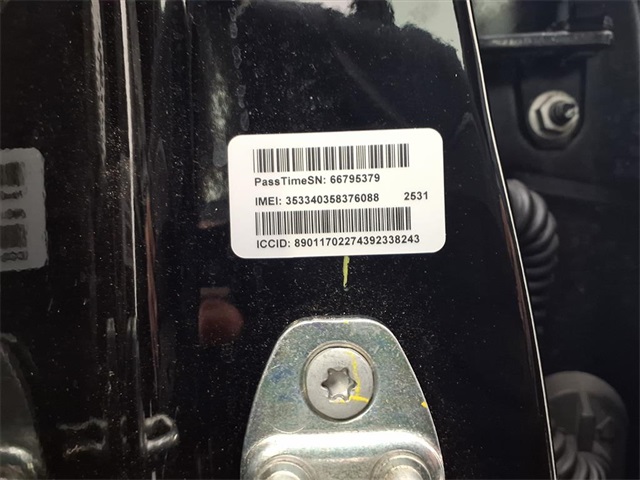 PassTimeSN: 66795379
IMEI: 353340358376088 2531
ICCID: 89011702274392338243